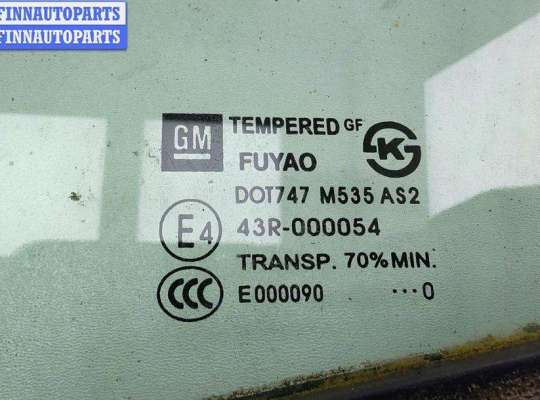 FINNAUTOPARTS
FINNAUTOPARTS
GM TEMPERED GF
FUYAO K
DOT747 M535 AS2
E4 43R-000054
TRANSP. 70%MIN.
CCC E000090 ···0